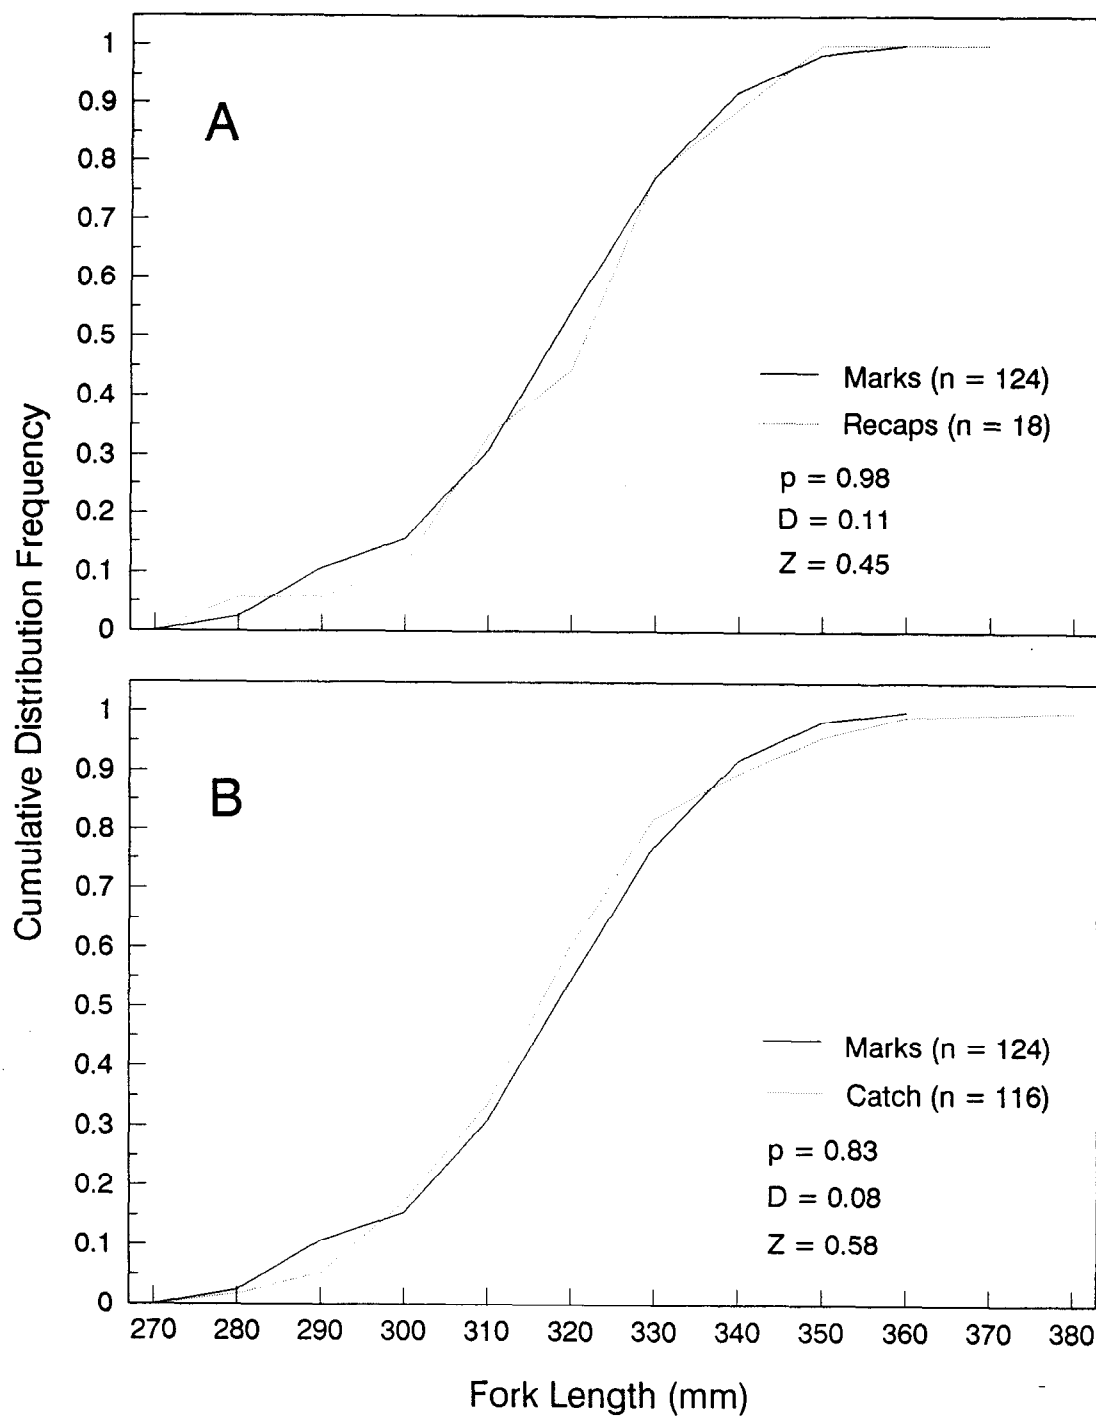 Cumulative Distribution Frequency
1
0.9
0.8
0.7
0.6
0.5
0.4
0.3
0.2
0.1
0
A
Marks (n = 124)
Recaps (n = 18)
p = 0.98
D = 0.11
Z = 0.45
1
0.9
0.8
0.7
0.6
0.5
0.4
0.3
0.2
0.1
0
B
Marks (n = 124)
Catch (n = 116)
p = 0.83
D = 0.08
Z = 0.58
270 280 290 300 310 320 330 340 350 360 370 380
Fork Length (mm)